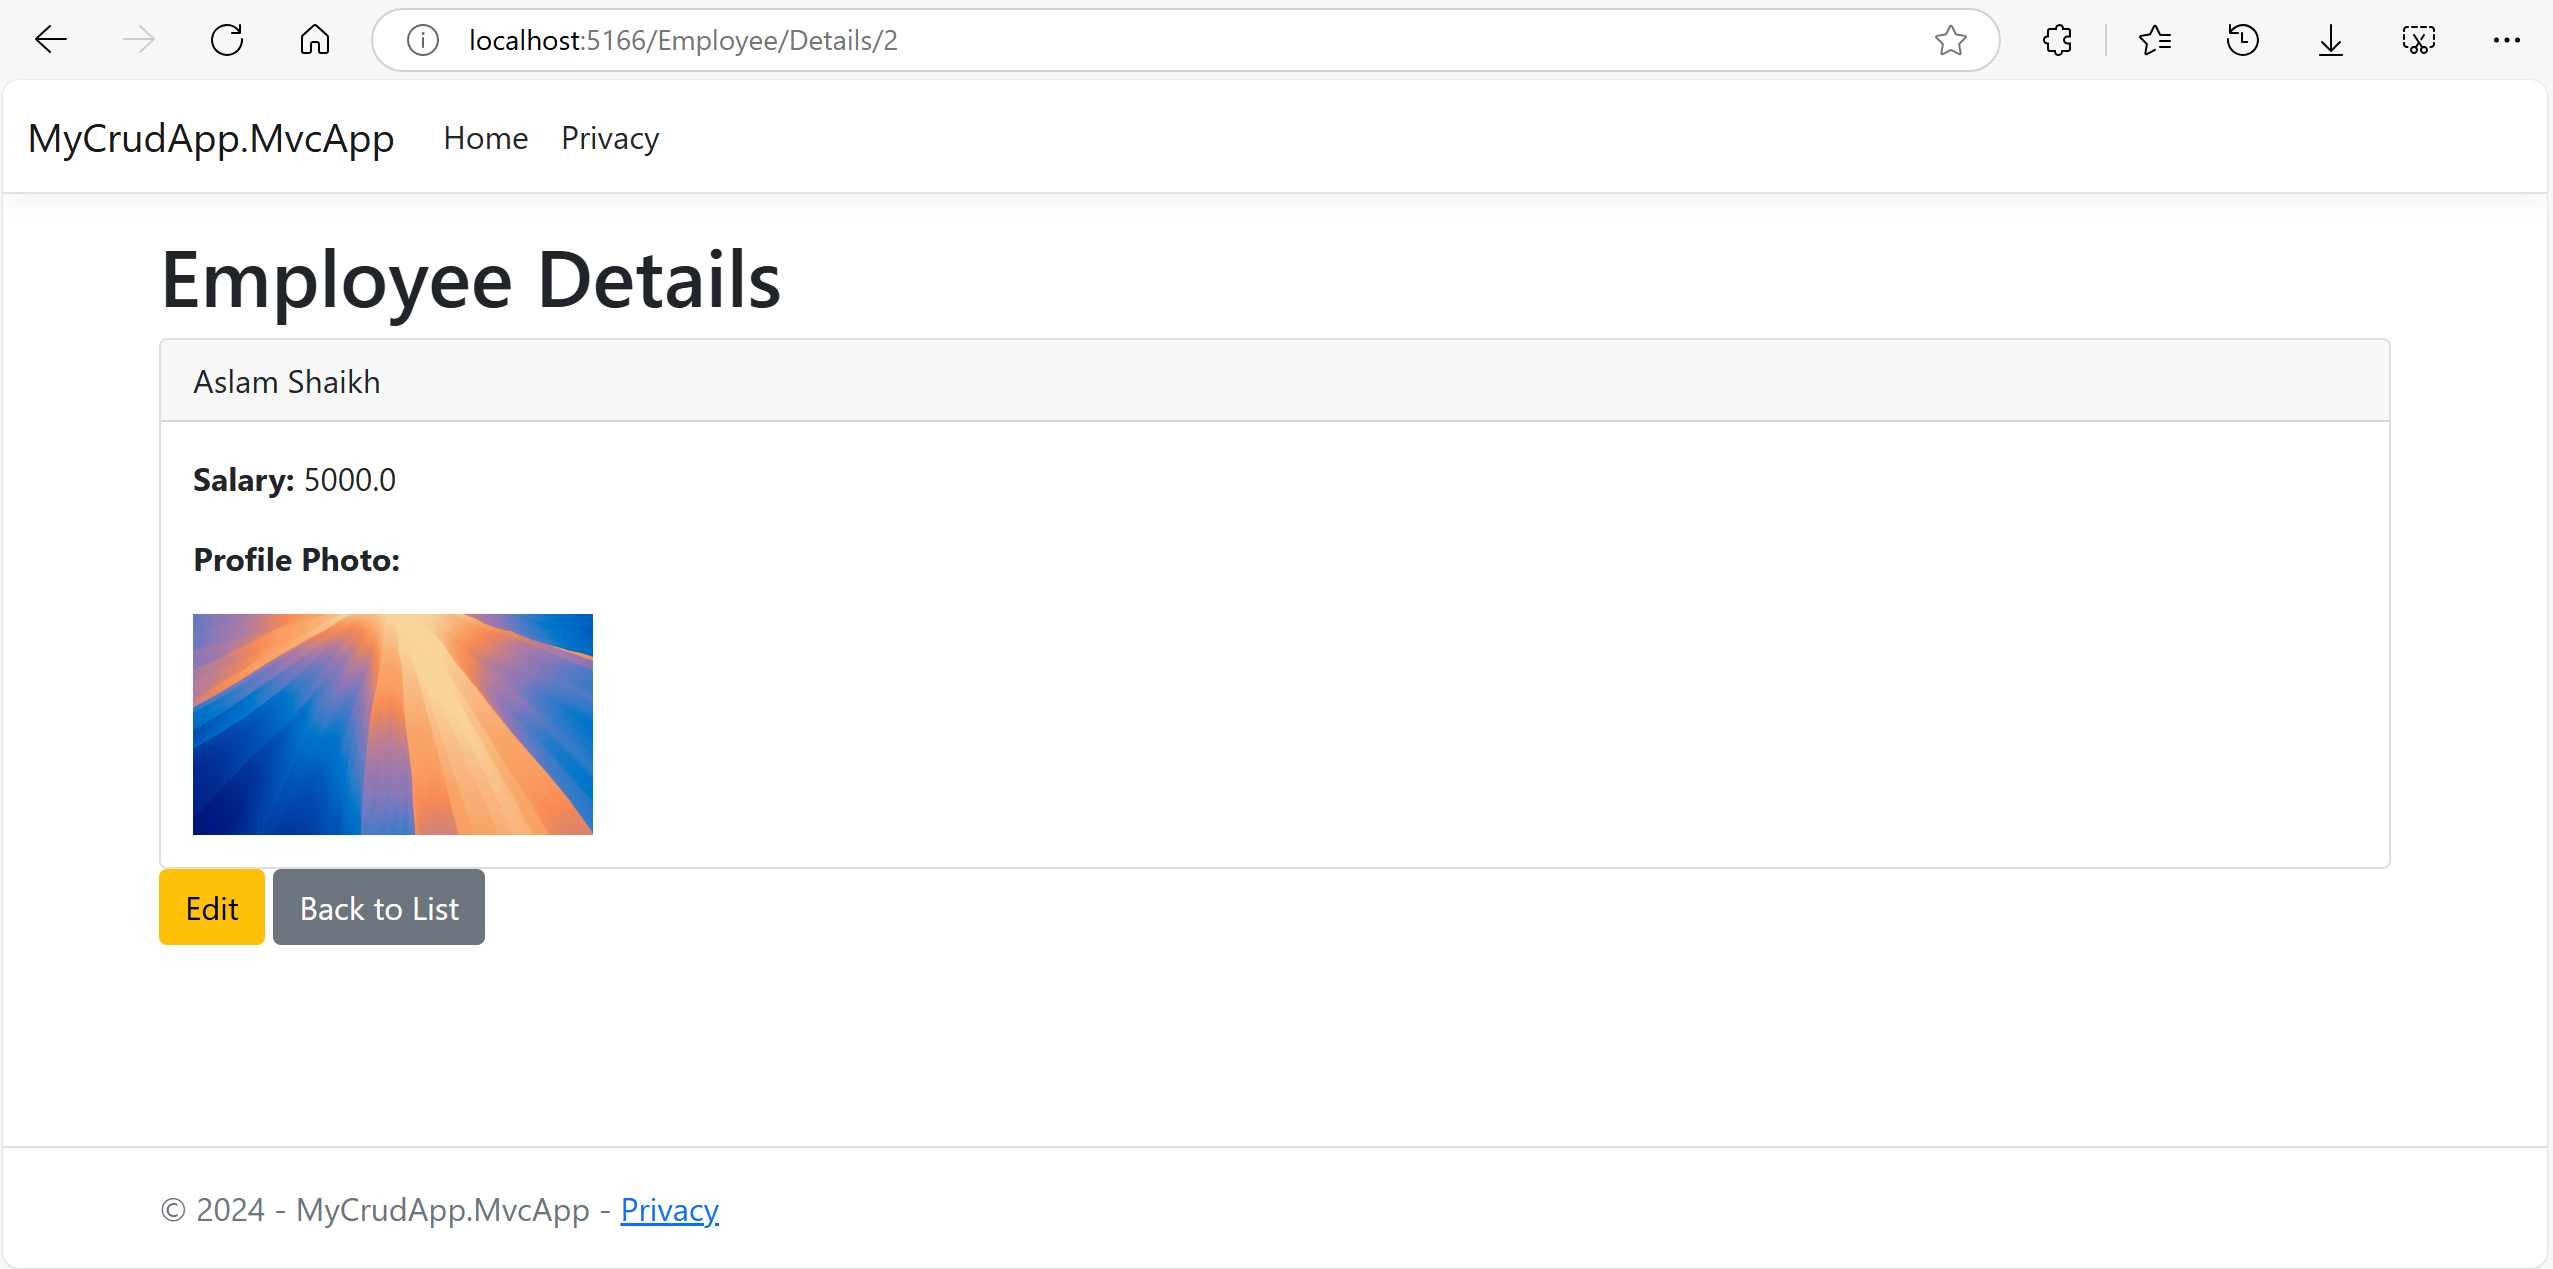 localhost:5166/Employee/Details/2
MyCrudApp.MvcApp Home Privacy
Employee Details
Aslam Shaikh
Salary: 5000.0
Profile Photo:
Edit Back to List
© 2024 - MyCrudApp.MvcApp - Privacy